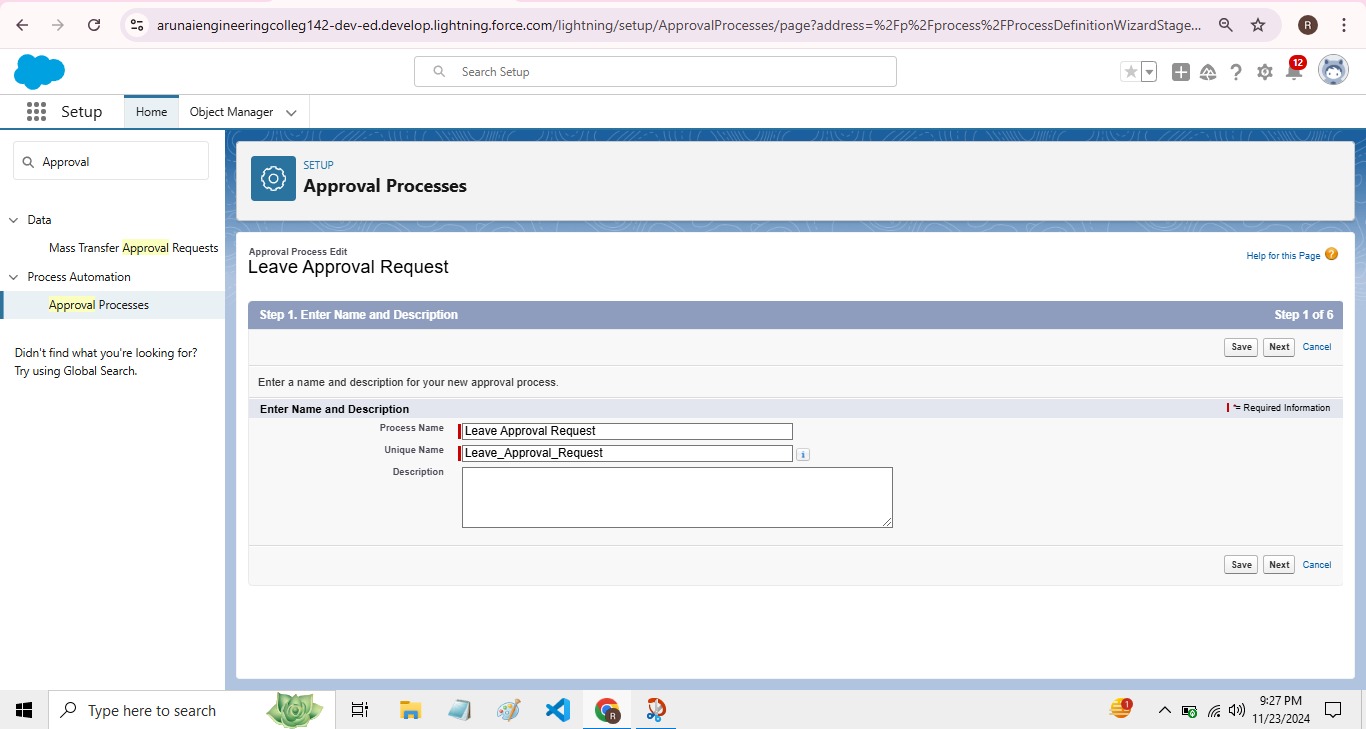 arunaiengineeringcolleg142-dev-ed.develop.lightning.force.com/lightning/setup/ApprovalProcesses/page?address=%2Fp%2Fprocess%2FProcessDefinitionWizardStage...
R
Search Setup
12
Setup
Home
Object Manager
Approval
Data
Mass Transfer Approval Requests
Process Automation
Approval Processes
Didn't find what you're looking for?
Try using Global Search.
SETUP
Approval Processes
Approval Process Edit
Leave Approval Request
Help for this Page ?
Step 1. Enter Name and Description
Step 1 of 6
Save
Next
Cancel
Enter a name and description for your new approval process.
Enter Name and Description
*= Required Information
Process Name
Leave Approval Request
Unique Name
Leave_Approval_Request
i
Description
Save
Next
Cancel
Type here to search
R
1
9:27 PM
11/23/2024